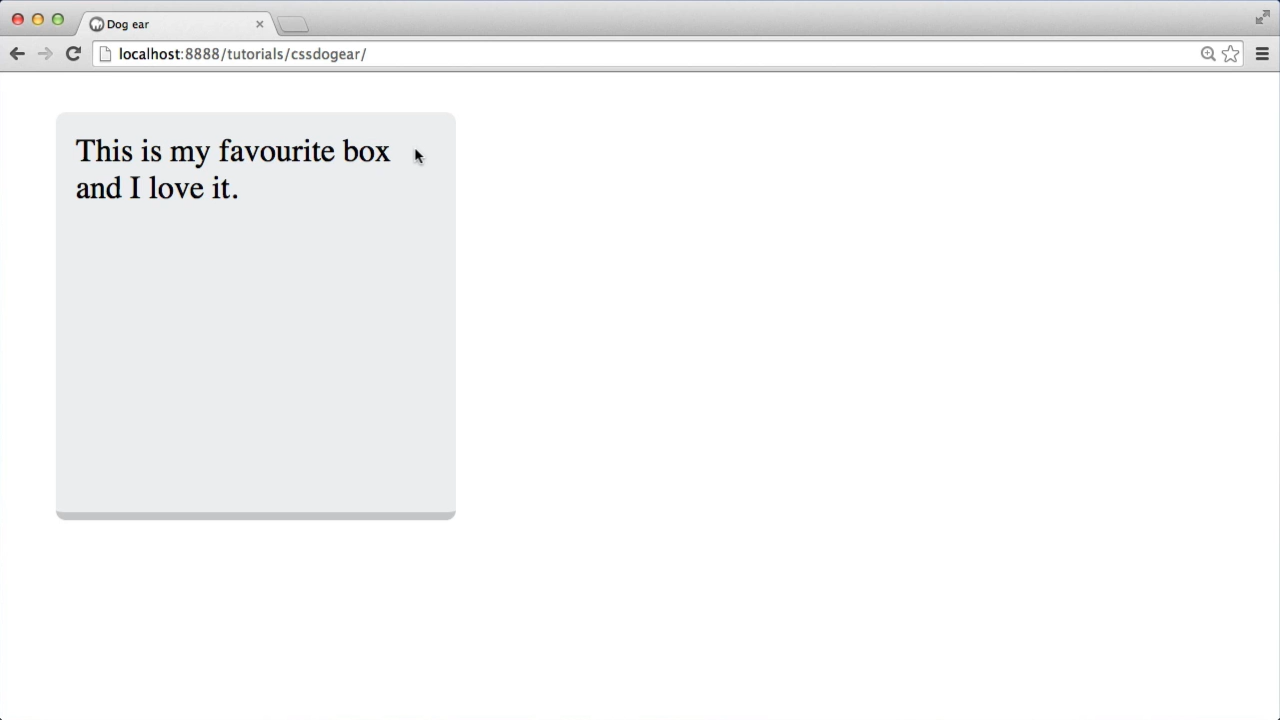 Dog ear
localhost:8888/tutorials/cssdogear/
This is my favourite box
and I love it.